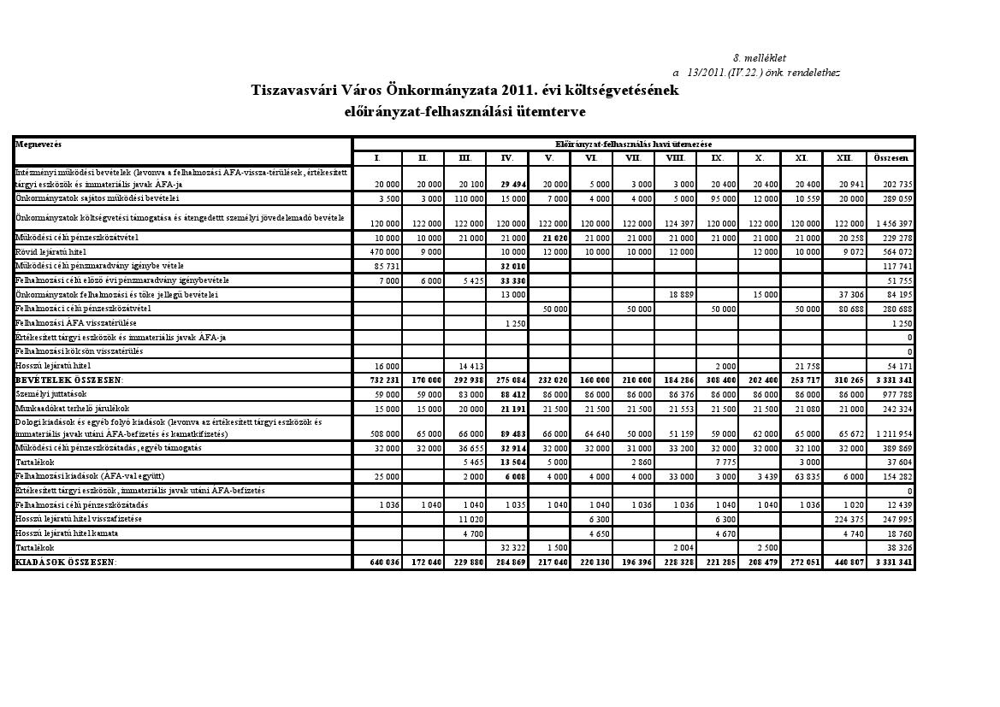 8. melléklet
a 13/2011.(IV.22.) önk. rendelethez
Tiszavasvári Város Önkormányzata 2011. évi költségvetésének
előirányzat-felhasználási ütemterve
Megnevezés Előirányzat-felhasználás havi ütemezése
I. II. III. IV. V. VI. VII. VIII. IX. X. XI. XII. Összesen
Intézményi működési bevételek (levonva a felhalmozási ÁFA-vissza-térülések, értékesített
tárgyi eszközök és immateriális javak ÁFA-ja 20 000 20 000 20 100 29 494 20 000 5 000 3 000 3 000 20 400 20 400 20 400 20 941 202 735
Önkormányzatok sajátos működési bevételei 3 500 3 000 110 000 15 000 7 000 4 000 4 000 5 000 95 000 12 000 10 559 20 000 289 059
Önkormányzatok költségvetési támogatása és átengedettt személyi jövedelemadó bevétele 120 000 122 000 122 000 120 000 122 000 120 000 122 000 124 397 120 000 122 000 120 000 122 000 1 456 397
Működési célú pénzeszközátvétel 10 000 10 000 21 000 21 000 21 020 21 000 21 000 21 000 21 000 21 000 21 000 20 258 229 278
Rövid lejáratú hitel 470 000 9 000 10 000 12 000 10 000 10 000 12 000 12 000 10 000 9 072 564 072
Működési célú pénzmaradvány igénybe vétele 85 731 32 010 117 741
Felhalmozási célú előző évi pénzmaradvány igénybevétele 7 000 6 000 5 425 33 330 51 755
Önkormányzatok felhalmozási és tőke jellegű bevételei 13 000 18 889 15 000 37 306 84 195
Felhalmozáci célú pénzeszközátvétel 50 000 50 000 50 000 50 000 80 688 280 688
Felhalmozási ÁFA visszatérülése 1 250 1 250
Értékesített tárgyi eszközök és immateriális javak ÁFA-ja 0
Felhalmozási kölcsön visszatérülés 0
Hosszú lejáratú hitel 16 000 14 413 2 000 21 758 54 171
BEVÉTELEK ÖSSZESEN: 732 231 170 000 292 938 275 084 232 020 160 000 210 000 184 286 308 400 202 400 253 717 310 265 3 331 341
Személyi juttatások 59 000 59 000 83 000 88 412 86 000 86 000 86 000 86 376 86 000 86 000 86 000 86 000 977 788
Munkaadókat terhelő járulékok 15 000 15 000 20 000 21 191 21 500 21 500 21 500 21 553 21 500 21 500 21 080 21 000 242 324
Dologi kiadások és egyéb folyó kiadások (levonva az értékesített tárgyi eszközök és
immateriális javak utáni ÁFA-befizetés és kamatkifizetés) 508 000 65 000 66 000 89 483 66 000 64 640 50 000 51 159 59 000 62 000 65 000 65 672 1 211 954
Működési célú pénzeszközátadás, egyéb támogatás 32 000 32 000 36 655 32 914 32 000 32 000 31 000 33 200 32 000 32 000 32 100 32 000 389 869
Tartalékok 5 465 13 504 5 000 2 860 7 775 3 000 37 604
Felhalmozási kiadások (ÁFA-val együtt) 25 000 2 000 6 008 4 000 4 000 4 000 33 000 3 000 3 439 63 835 6 000 154 282
Értékesített tárgyi eszközök, immateriális javak utáni ÁFA-befizetés 0
Felhalmozási célú pénzeszközátadás 1 036 1 040 1 040 1 035 1 040 1 040 1 036 1 036 1 040 1 040 1 036 1 020 12 439
Hosszú lejáratú hitel visszafizetése 11 020 6 300 6 300 224 375 247 995
Hosszú lejáratú hitel kamata 4 700 4 650 4 670 4 740 18 760
Tartalékok 32 322 1 500 2 004 2 500 38 326
KIADÁSOK ÖSSZESEN: 640 036 172 040 229 880 284 869 217 040 220 130 196 396 228 328 221 285 208 479 272 051 440 807 3 331 341